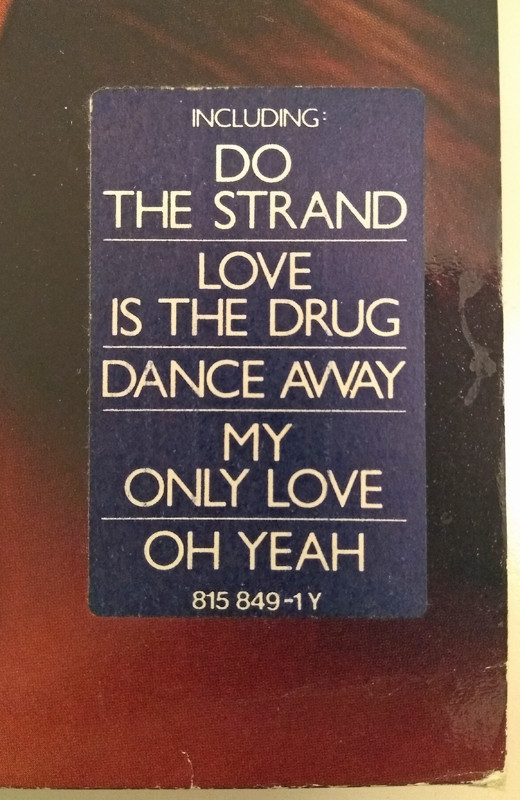 INCLUDING:
DO
THE STRAND
LOVE
IS THE DRUG
DANCE AWAY
MY
ONLY LOVE
OH YEAH
815 849-1 Y